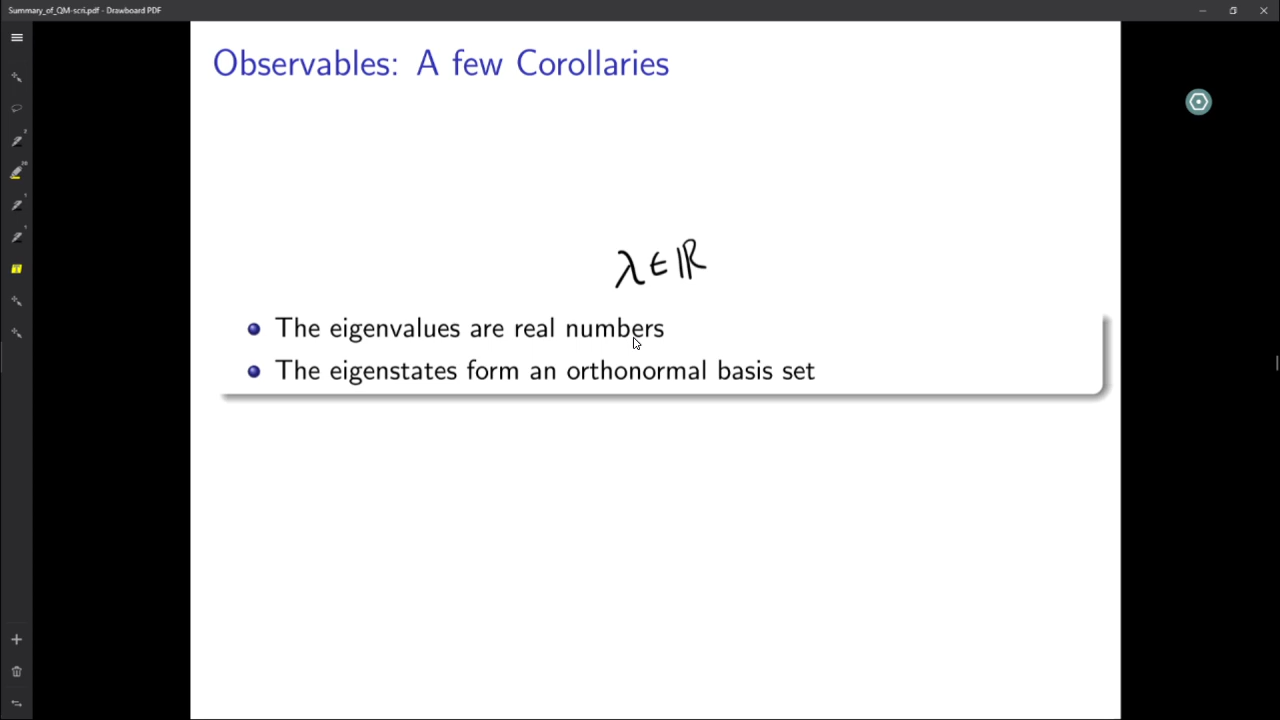 Summary_of_QM-scri.pdf - Drawboard PDF
Observables: A few Corollaries
λ ∈ ℝ
The eigenvalues are real numbers
The eigenstates form an orthonormal basis set